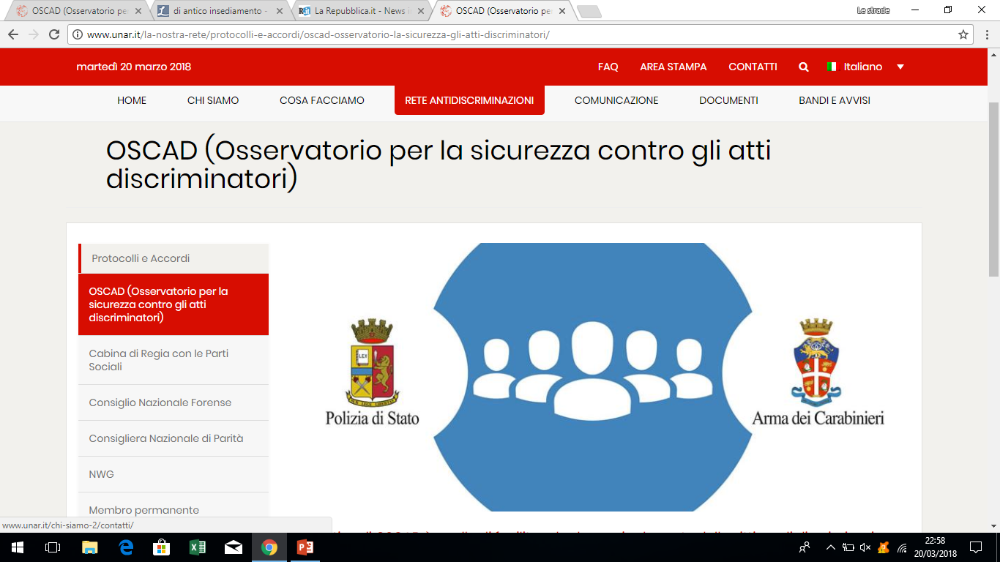 OSCAD (Osservatorio pe
di antico insediamento -
La Repubblica.it - News i
OSCAD (Osservatorio pe
Le strade
www.unar.it/la-nostra-rete/protocolli-e-accordi/oscad-osservatorio-la-sicurezza-gli-atti-discriminatori/
martedì 20 marzo 2018
FAQ
AREA STAMPA
CONTATTI
Italiano
HOME
CHI SIAMO
COSA FACCIAMO
RETE ANTIDISCRIMINAZIONI
COMUNICAZIONE
DOCUMENTI
BANDI E AVVISI
OSCAD (Osservatorio per la sicurezza contro gli atti
discriminatori)
Protocolli e Accordi
OSCAD (Osservatorio per la
sicurezza contro gli atti
discriminatori)
Cabina di Regia con le Parti
Sociali
Consiglio Nazionale Forense
Consigliera Nazionale di Parità
NWG
Membro permanente
LEX
SUB LEGE LIBERTAS
Polizia di Stato
Arma dei Carabinieri
www.unar.it/chi-siamo-2/contatti/
22:58
20/03/2018